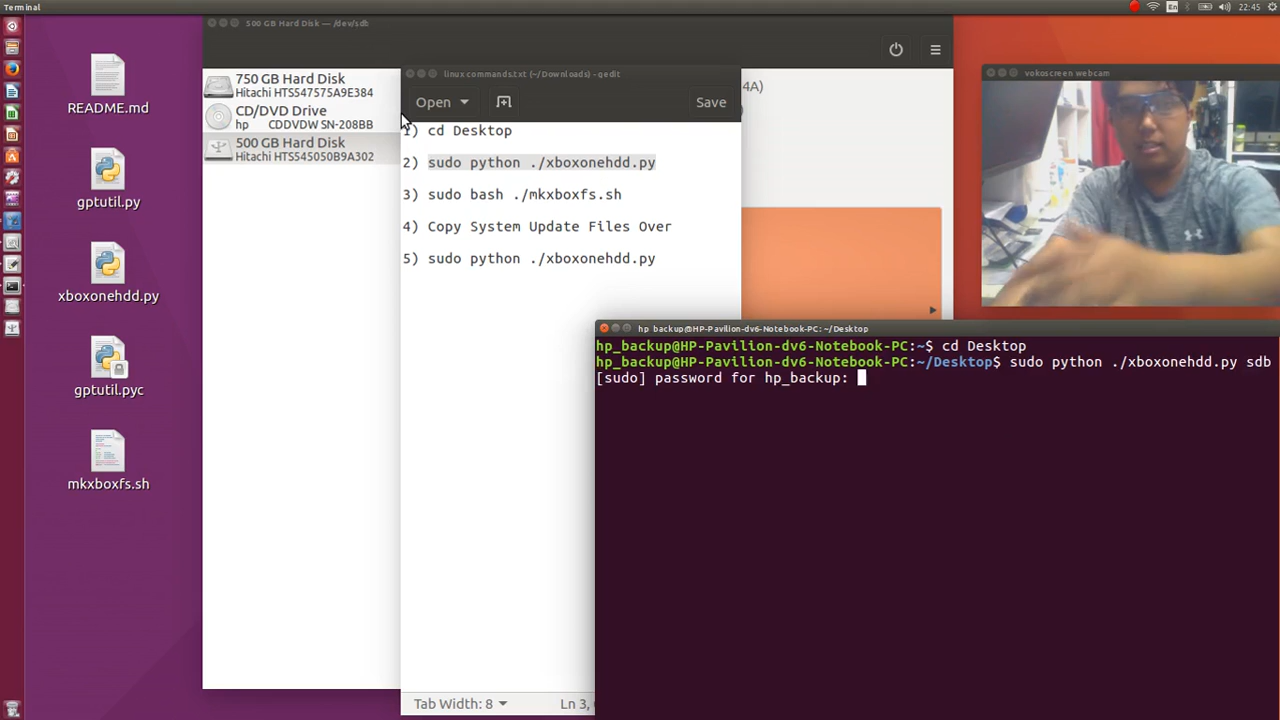 Terminal
En
22:45
README.md
gptutil.py
xboxonehdd.py
gptutil.pyc
mkxboxfs.sh
500 GB Hard Disk — /dev/sdb
750 GB Hard Disk
Hitachi HTS547575A9E384
CD/DVD Drive
hp CDDVDW SN-208BB
500 GB Hard Disk
Hitachi HTS545050B9A302
4A)
linux commands.txt (~/Downloads) - gedit
Open
Save
1) cd Desktop
2) sudo python ./xboxonehdd.py
3) sudo bash ./mkxboxfs.sh
4) Copy System Update Files Over
5) sudo python ./xboxonehdd.py
Tab Width: 8
Ln 3,
vokoscreen webcam
hp_backup@HP-Pavilion-dv6-Notebook-PC: ~/Desktop
hp_backup@HP-Pavilion-dv6-Notebook-PC:~$ cd Desktop
hp_backup@HP-Pavilion-dv6-Notebook-PC:~/Desktop$ sudo python ./xboxonehdd.py sdb
[sudo] password for hp_backup: